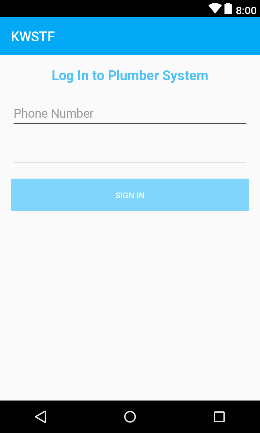 8:00
KWSTF
Log In to Plumber System
Phone Number
SIGN IN